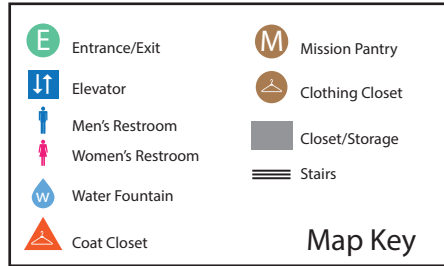 E Entrance/Exit
Elevator
Men's Restroom
Women's Restroom
W Water Fountain
Coat Closet
M Mission Pantry
Clothing Closet
Closet/Storage
Stairs
Map Key